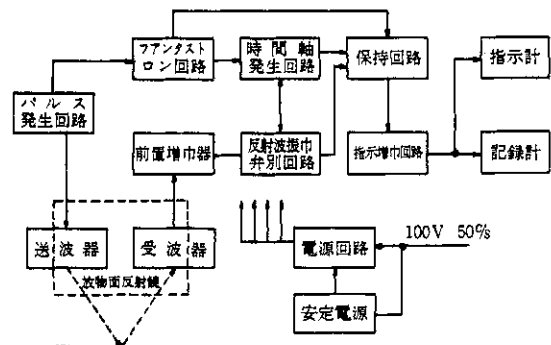 フアンタスト
ロン回路
時間軸
発生回路
保持回路
指示計
パルス
発生回路
前置増巾器
反射波振巾
弁別回路
指示増巾回路
記録計
送波器
受波器
放物面反射鏡
電源回路
100V 50%
安定電源